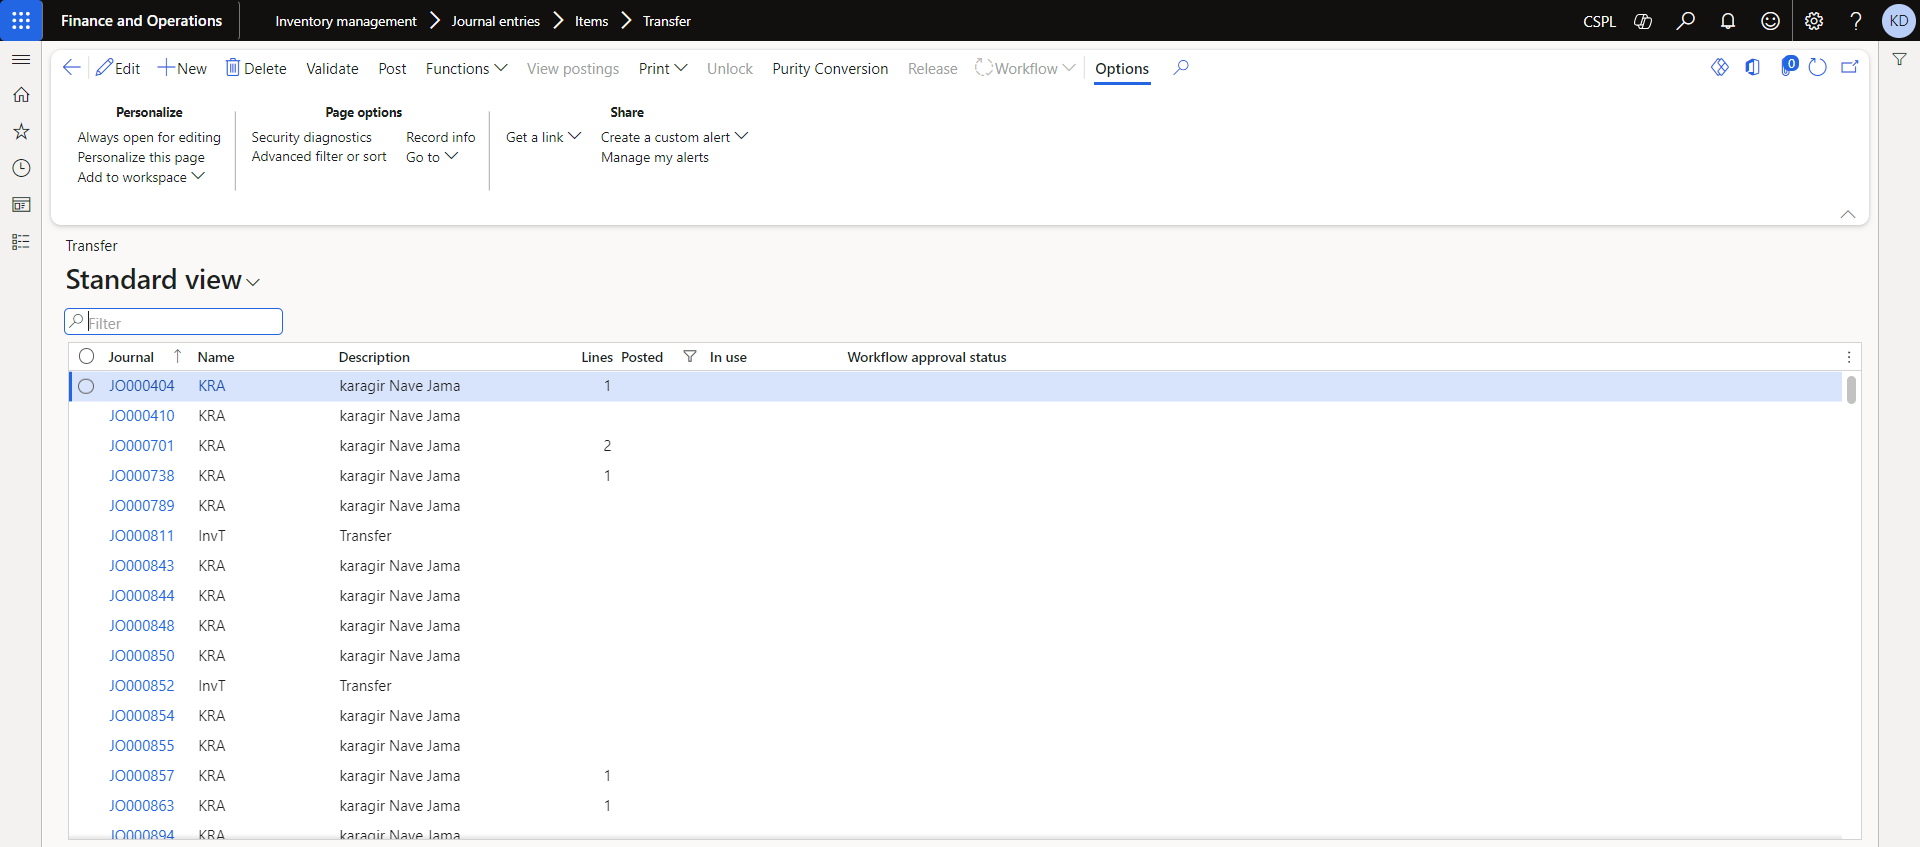 Finance and Operations Inventory management Journal entries Items Transfer CSPL KD
Edit New Delete Validate Post Functions View postings Print Unlock Purity Conversion Release Workflow Options 0
Personalize Page options Share
Always open for editing Security diagnostics Record info Get a link Create a custom alert
Personalize this page Advanced filter or sort Go to Manage my alerts
Add to workspace
Transfer
Standard view
Filter
Journal Name Description Lines Posted In use Workflow approval status
JO000404 KRA karagir Nave Jama 1
JO000410 KRA karagir Nave Jama
JO000701 KRA karagir Nave Jama 2
JO000738 KRA karagir Nave Jama 1
JO000789 KRA karagir Nave Jama
JO000811 InvT Transfer
JO000843 KRA karagir Nave Jama
JO000844 KRA karagir Nave Jama
JO000848 KRA karagir Nave Jama
JO000850 KRA karagir Nave Jama
JO000852 InvT Transfer
JO000854 KRA karagir Nave Jama
JO000855 KRA karagir Nave Jama
JO000857 KRA karagir Nave Jama 1
JO000863 KRA karagir Nave Jama 1
JO000894 KRA karagir Nave Jama